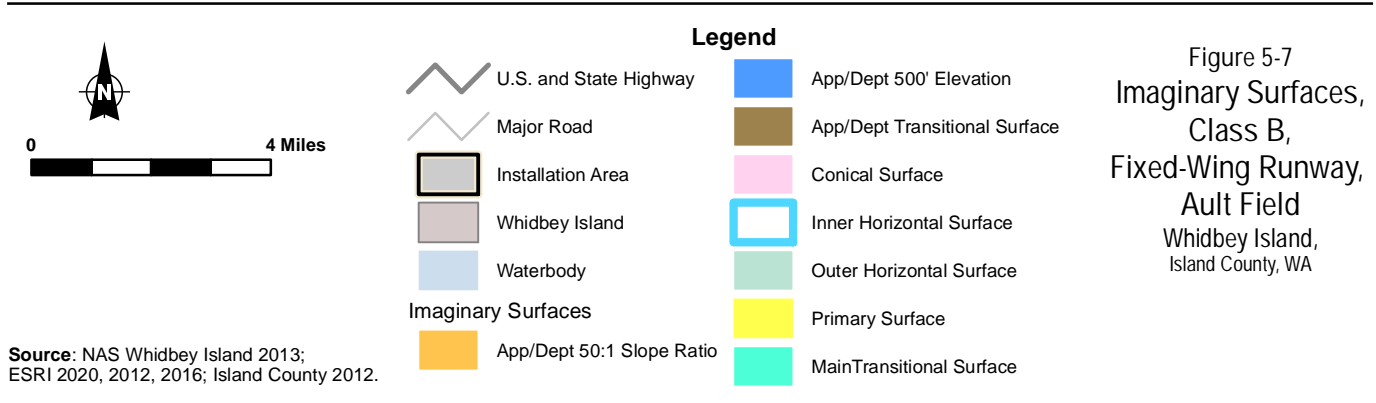 N
0 4 Miles
Source: NAS Whidbey Island 2013;
ESRI 2020, 2012, 2016; Island County 2012.
Legend
U.S. and State Highway
Major Road
Installation Area
Whidbey Island
Waterbody
Imaginary Surfaces
App/Dept 50:1 Slope Ratio
App/Dept 500' Elevation
App/Dept Transitional Surface
Conical Surface
Inner Horizontal Surface
Outer Horizontal Surface
Primary Surface
MainTransitional Surface
Figure 5-7
Imaginary Surfaces,
Class B,
Fixed-Wing Runway,
Ault Field
Whidbey Island,
Island County, WA